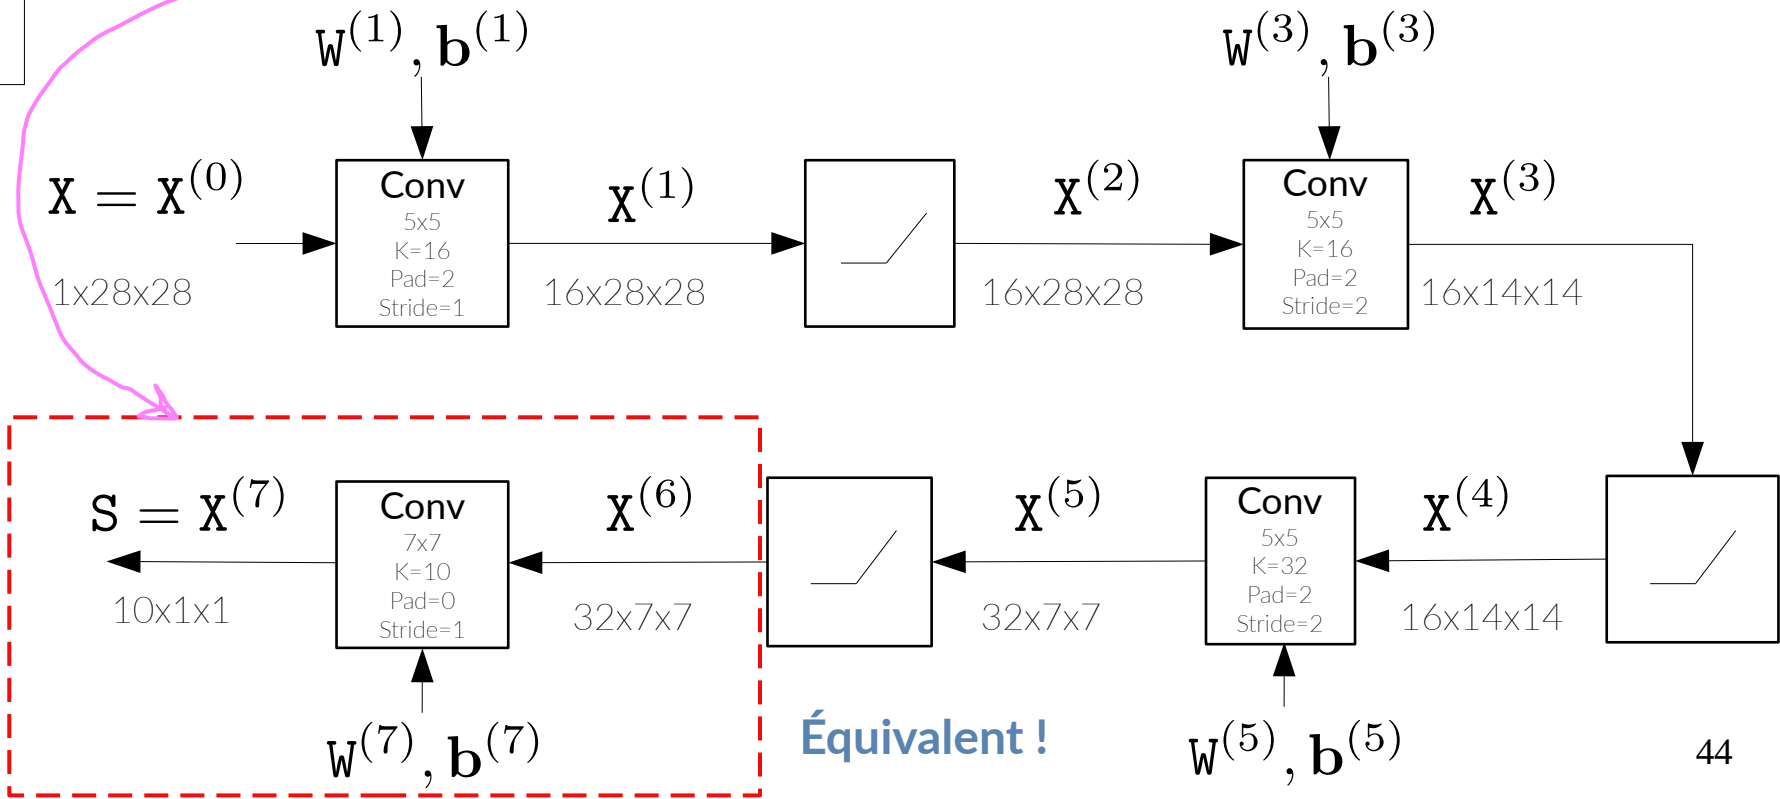 W^(1), b^(1)
W^(3), b^(3)
X = X^(0)
1x28x28
Conv
5x5
K=16
Pad=2
Stride=1
X^(1)
16x28x28
X^(2)
16x28x28
Conv
5x5
K=16
Pad=2
Stride=2
X^(3)
16x14x14
S = X^(7)
10x1x1
Conv
7x7
K=10
Pad=0
Stride=1
X^(6)
32x7x7
X^(5)
32x7x7
Conv
5x5
K=32
Pad=2
Stride=2
X^(4)
16x14x14
W^(7), b^(7)
Équivalent !
W^(5), b^(5)
44